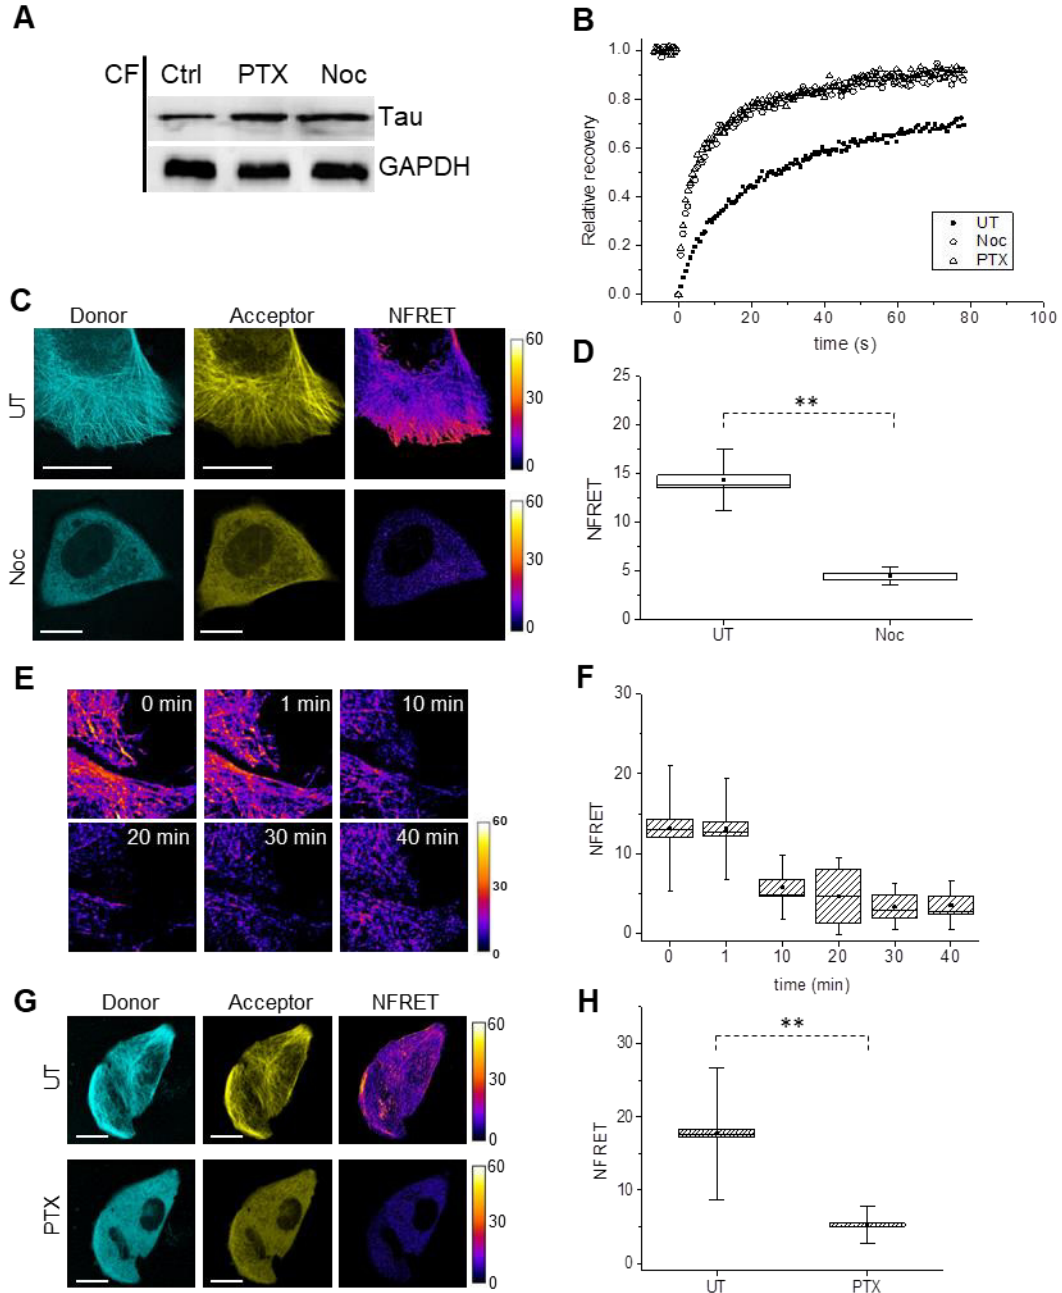 A
CF Ctrl PTX Noc
Tau
GAPDH
B
Relative recovery
1.0
0.8
0.6
0.4
0.2
0.0
UT
Noc
PTX
0 20 40 60 80 100
time (s)
C
Donor Acceptor NFRET
UT
60
30
0
Noc
60
30
0
D
NFRET
25
20
15
10
5
0
**
UT Noc
E
0 min 1 min 10 min
20 min 30 min 40 min
60
30
0
F
NFRET
30
20
10
0
0 1 10 20 30 40
time (min)
G
Donor Acceptor NFRET
UT
60
30
0
PTX
60
30
0
H
NFRET
30
20
10
0
**
UT PTX